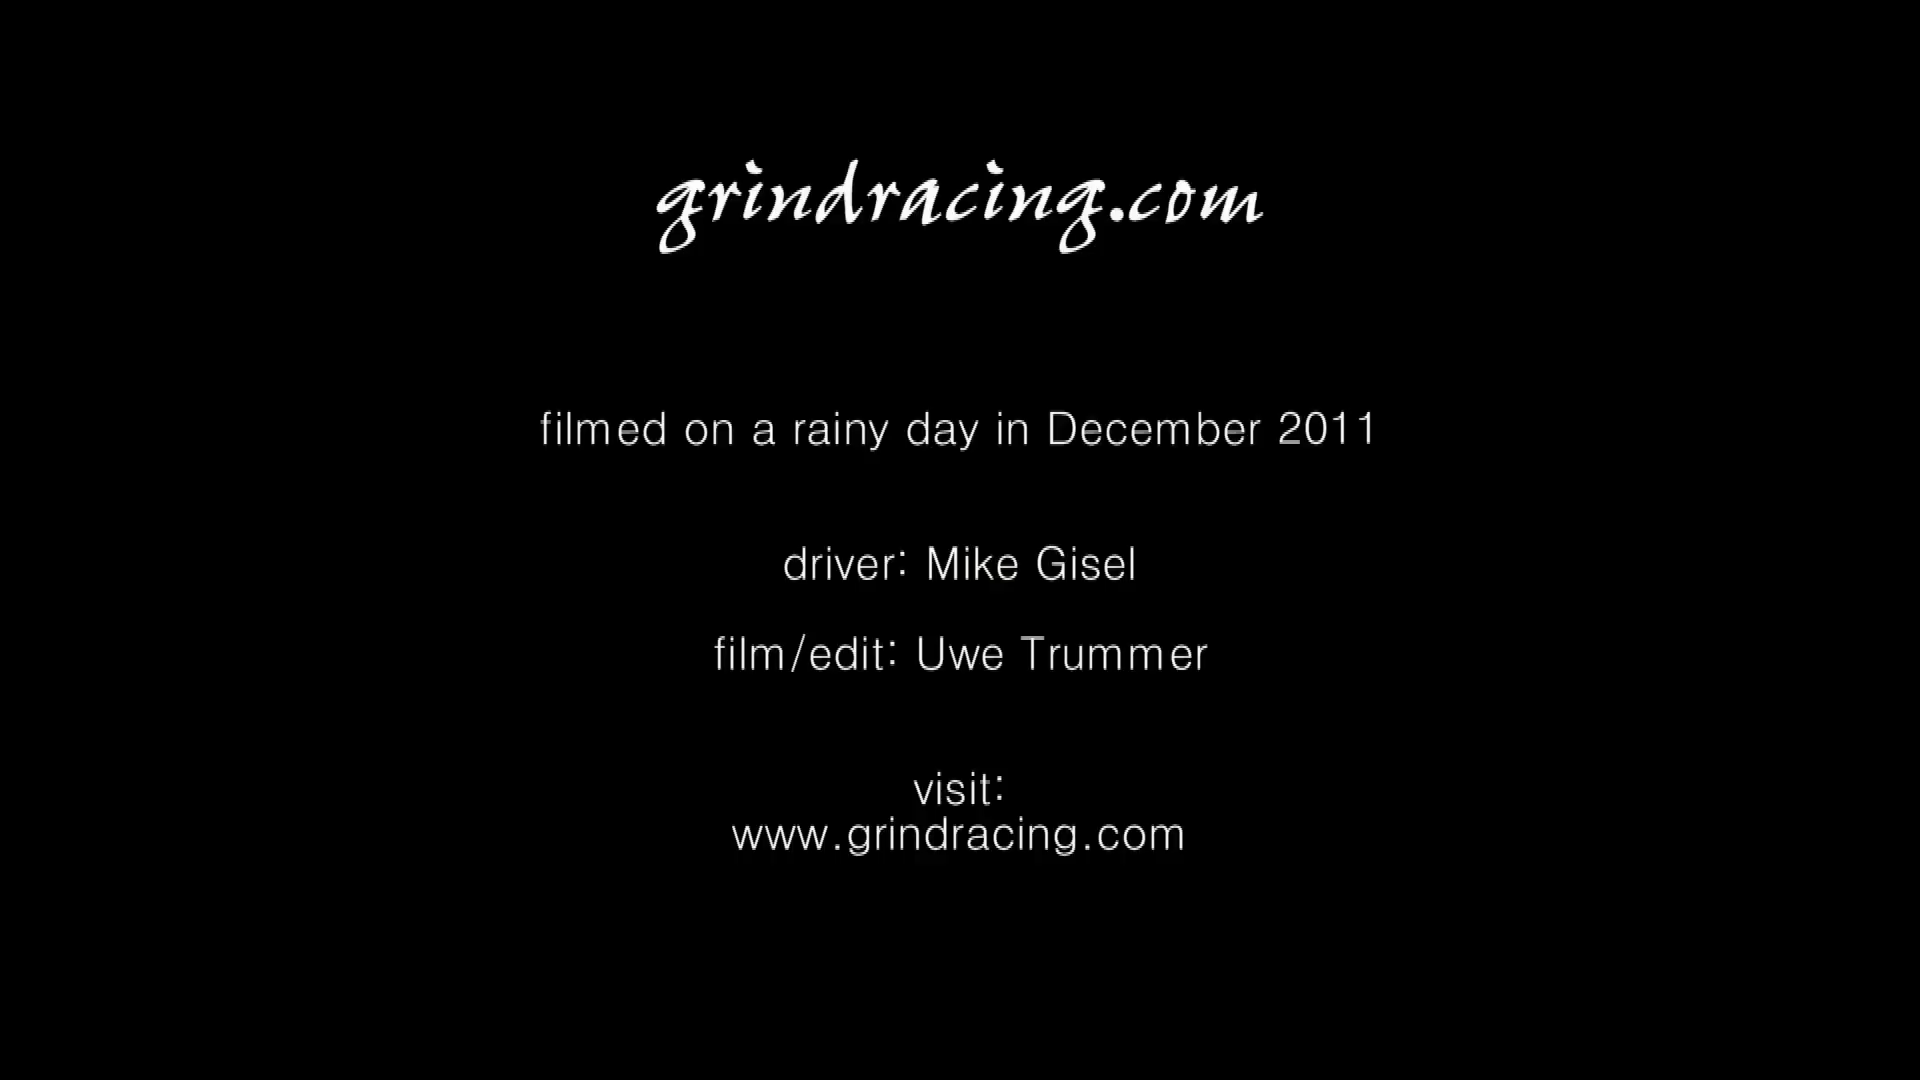 grindracing.com
filmed on a rainy day in December 2011
driver: Mike Gisel
film/edit: Uwe Trummer
visit:
www.grindracing.com